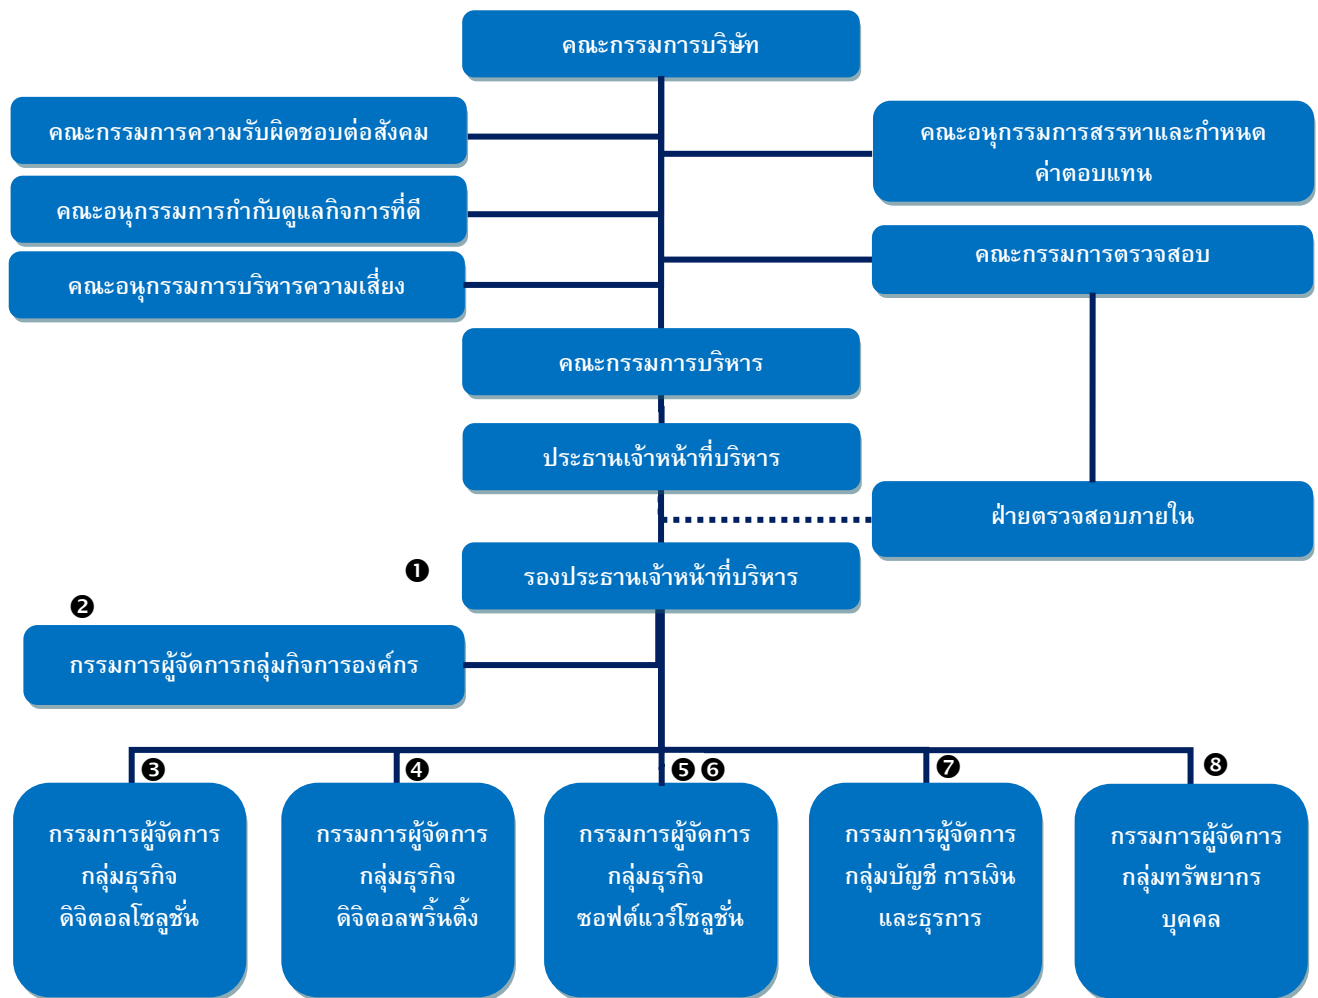 คณะกรรมการบริษัท
คณะกรรมการความรับผิดชอบต่อสังคม
คณะอนุกรรมการสรรหาและกำหนด
ค่าตอบแทน
คณะอนุกรรมการกำกับดูแลกิจการที่ดี
คณะกรรมการตรวจสอบ
คณะอนุกรรมการบริหารความเสี่ยง
คณะกรรมการบริหาร
ประธานเจ้าหน้าที่บริหาร
ฝ่ายตรวจสอบภายใน
❶
รองประธานเจ้าหน้าที่บริหาร
❷
กรรมการผู้จัดการกลุ่มกิจการองค์กร
❸
กรรมการผู้จัดการ
กลุ่มธุรกิจ
ดิจิตอลโซลูชั่น
❹
กรรมการผู้จัดการ
กลุ่มธุรกิจ
ดิจิตอลพริ้นติ้ง
❺ ❻
กรรมการผู้จัดการ
กลุ่มธุรกิจ
ซอฟต์แวร์โซลูชั่น
❼
กรรมการผู้จัดการ
กลุ่มบัญชี การเงิน
และธุรการ
❽
กรรมการผู้จัดการ
กลุ่มทรัพยากร
บุคคล